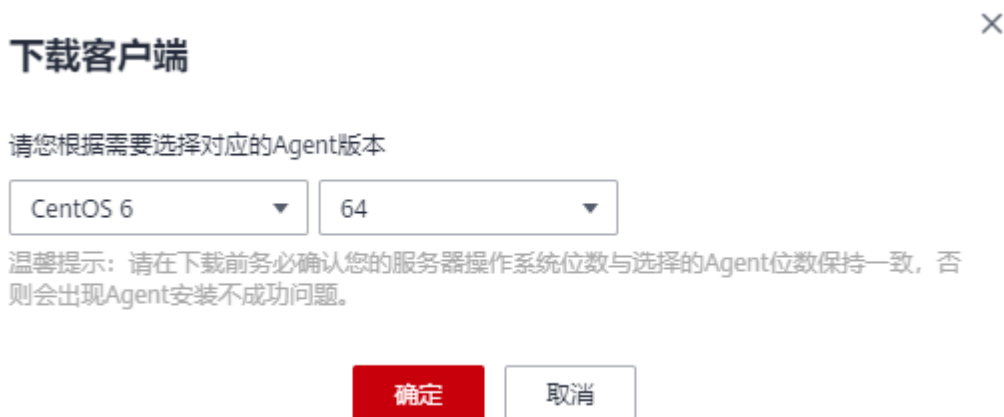 下载客户端
请您根据需要选择对应的Agent版本
CentOS 6
64
温馨提示：请在下载前务必确认您的服务器操作系统位数与选择的Agent位数保持一致，否
则会出现Agent安装不成功问题。
确定
取消